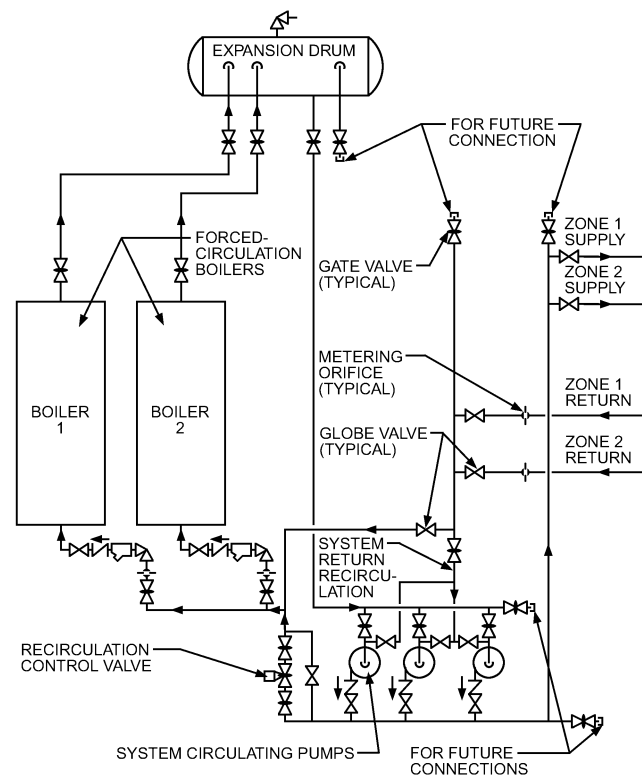 EXPANSION DRUM
FOR FUTURE
CONNECTION
ZONE 1
SUPPLY
FORCED-
CIRCULATION
BOILERS
GATE VALVE
(TYPICAL)
ZONE 2
SUPPLY
METERING
ORIFICE
(TYPICAL)
ZONE 1
RETURN
BOILER
1
BOILER
2
GLOBE VALVE
(TYPICAL)
ZONE 2
RETURN
SYSTEM
RETURN
RECIRCU-
LATION
RECIRCULATION
CONTROL VALVE
SYSTEM CIRCULATING PUMPS
FOR FUTURE
CONNECTIONS